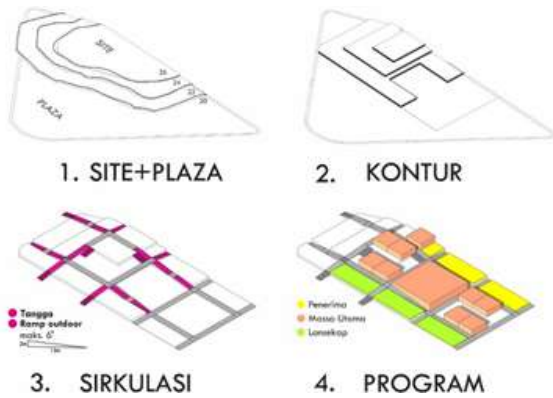 SITE
26
24
22
20
PLAZA
1. SITE+PLAZA
2. KONTUR
Tangga
Ramp outdoor
maks. 6°
3. SIRKULASI
Penerima
Massa Utama
Lansekap
4. PROGRAM